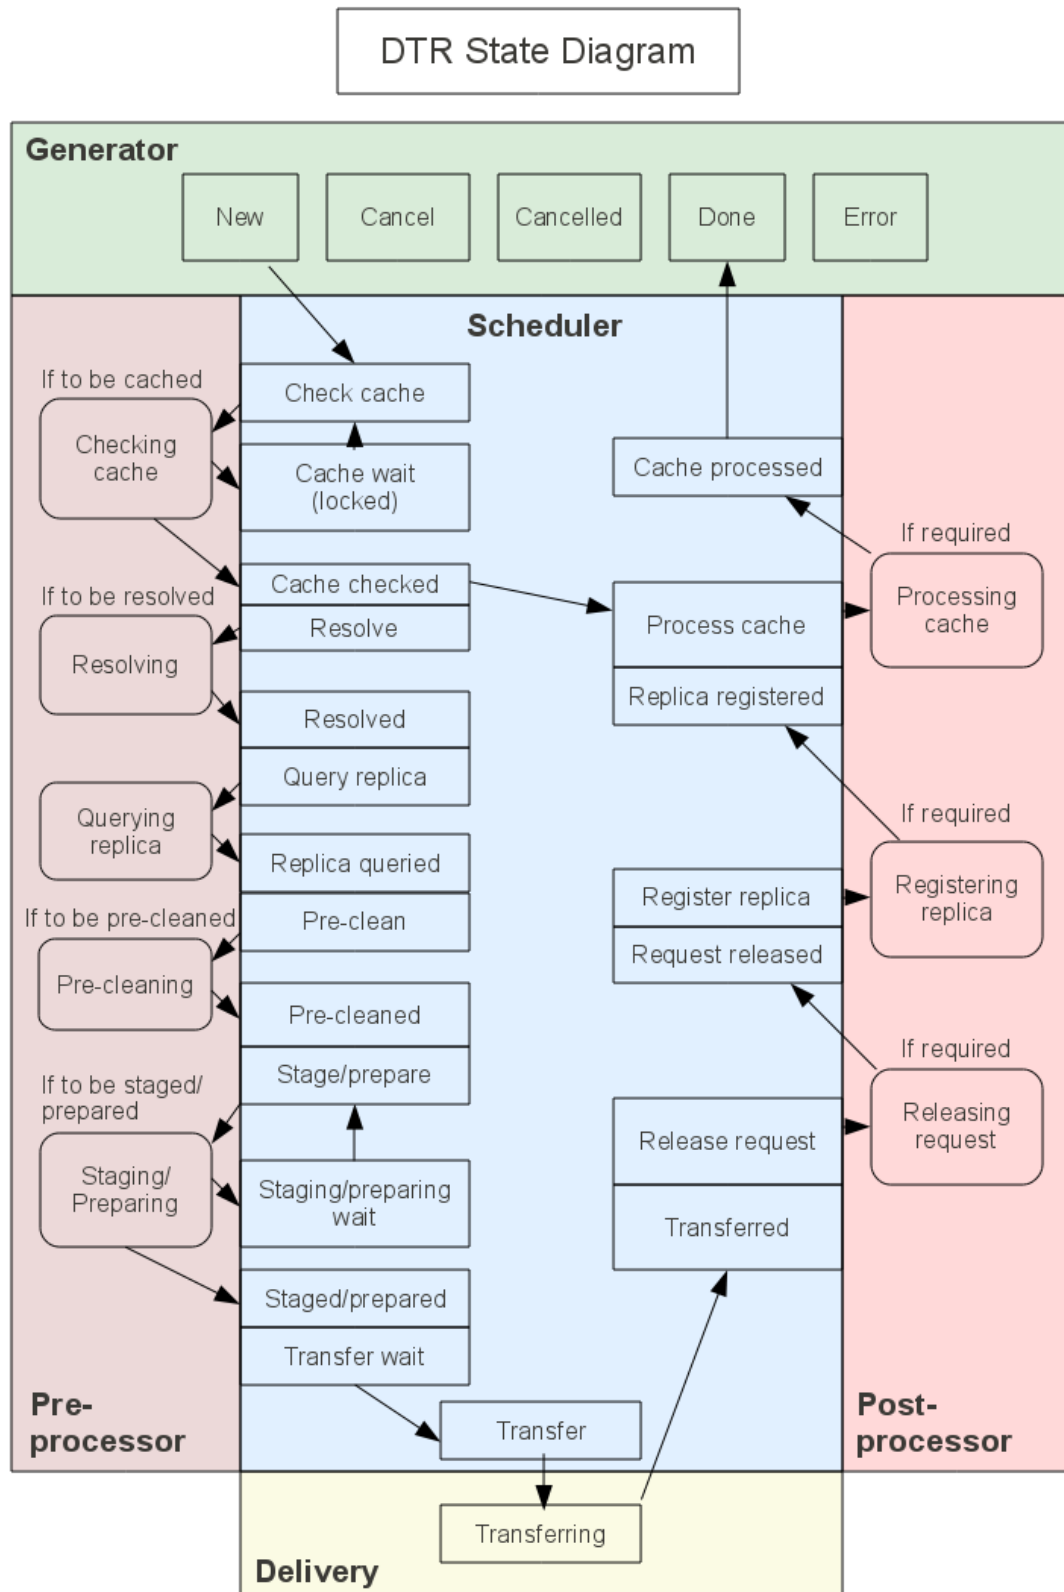 DTR State Diagram
Generator
New
Cancel
Cancelled
Done
Error
Scheduler
If to be cached
Checking
cache
Check cache
Cache wait
(locked)
Cache checked
If to be resolved
Resolve
Resolving
Resolved
Query replica
Querying
replica
Replica queried
If to be pre-cleaned
Pre-clean
Pre-cleaning
Pre-cleaned
Stage/prepare
If to be staged/
prepared
Staging/
Preparing
Staging/preparing
wait
Staged/prepared
Transfer wait
Pre-
processor
Transfer
Transferring
Delivery
Cache processed
If required
Processing
cache
Process cache
Replica registered
If required
Registering
replica
Register replica
Request released
If required
Releasing
request
Release request
Transferred
Post-
processor